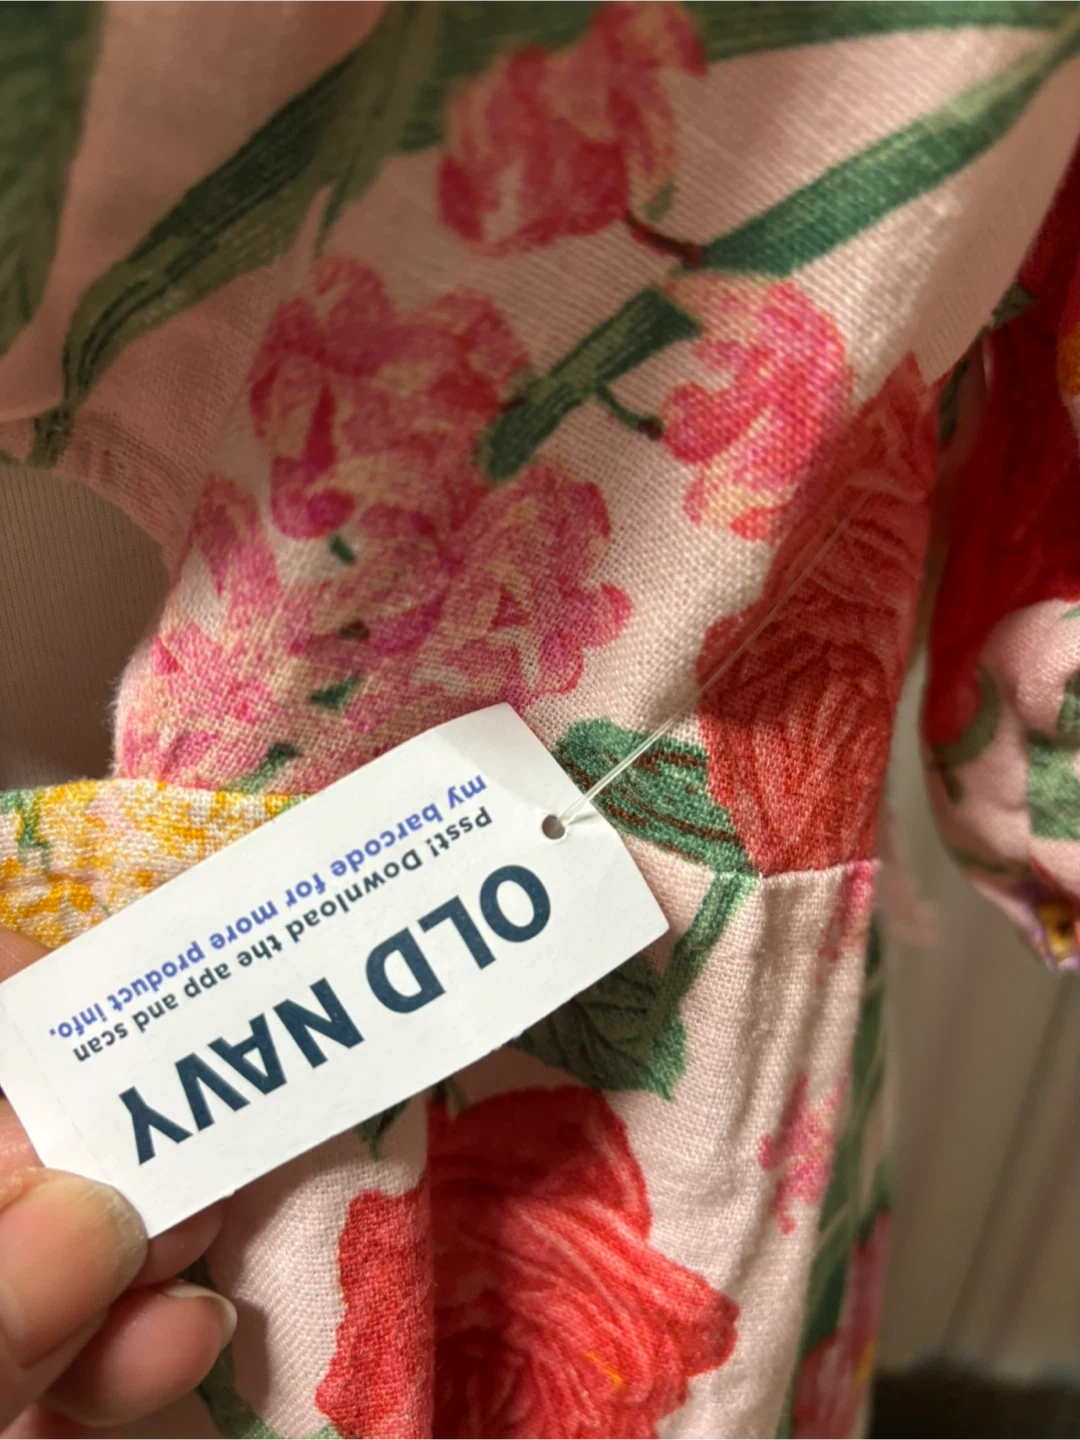 OLD NAVY
Psst! Download the app and scan
my barcode for more product info.